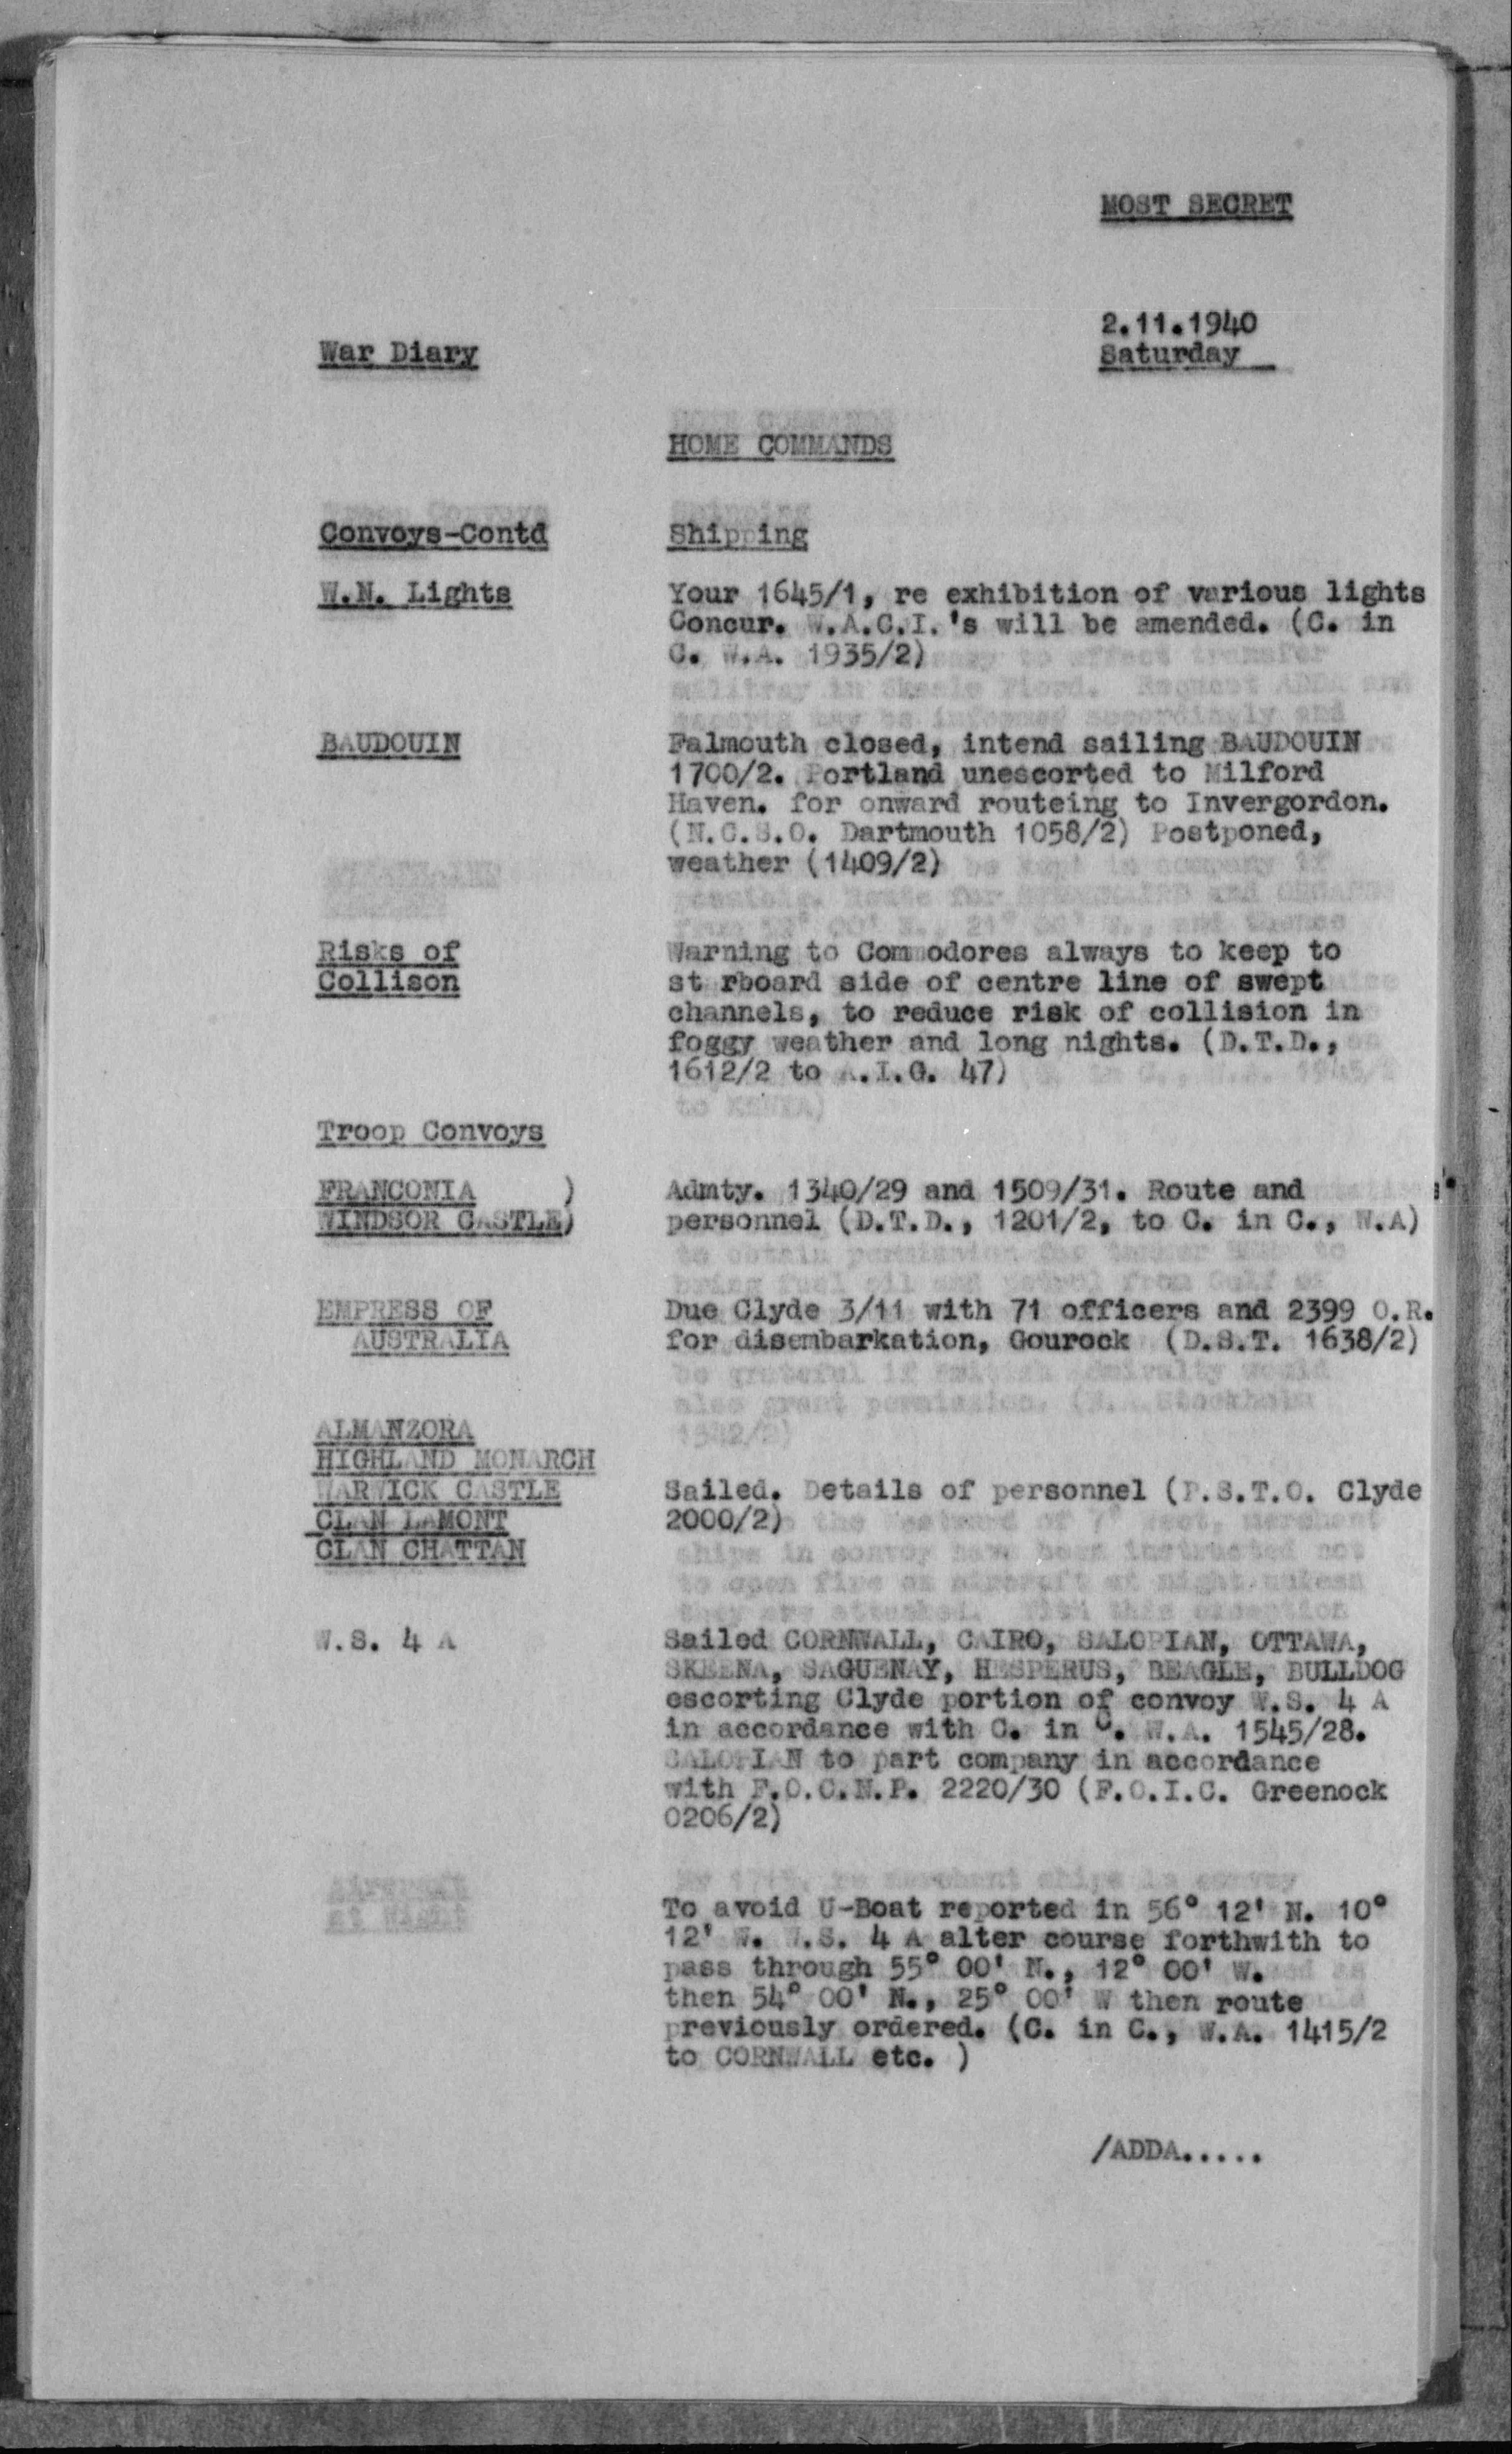 MOST SECRET
2.11.1940
War Diary
Saturday
HOME COMMANDS
Convoys-Contd Shipping
W.N. Lights Your 1645/1, re exhibition of various lights
Concur. W.A.C.I.'s will be amended. (C. in
C. W.A. 1935/2)
BAUDOUIN Falmouth closed, intend sailing BAUDOUIN
1700/2. Portland unescorted to Milford
Haven. for onward routeing to Invergordon.
(N.C.S.O. Dartmouth 1058/2) Postponed,
weather (1409/2)
Risks of Warning to Commodores always to keep to
Collison st rboard side of centre line of swept
channels, to reduce risk of collision in
foggy weather and long nights. (D.T.D.,
1612/2 to A.I.G. 47)
Troop Convoys
FRANCONIA ) Admty. 1340/29 and 1509/31. Route and
WINDSOR CASTLE) personnel (D.T.D., 1201/2, to C. in C., W.A)
EMPRESS OF Due Clyde 3/11 with 71 officers and 2399 O.R.
AUSTRALIA for disembarkation, Gourock (D.S.T. 1638/2)
ALMANZORA
HIGHLAND MONARCH
WARWICK CASTLE Sailed. Details of personnel (P.S.T.O. Clyde
CLAN LAMONT 2000/2)
CLAN CHATTAN
W.S. 4 A Sailed CORNWALL, CAIRO, SALOPIAN, OTTAWA,
SKEENA, SAGUENAY, HESPERUS, BEAGLE, BULLDOG
escorting Clyde portion of convoy W.S. 4 A
in accordance with C. in C. W.A. 1545/28.
SALOPIAN to part company in accordance
with F.O.C.N.P. 2220/30 (F.O.I.C. Greenock
0206/2)
To avoid U-Boat reported in 56° 12' N. 10°
12' W. W.S. 4 A alter course forthwith to
pass through 55° 00' N., 12° 00' W.
then 54° 00' N., 25° 00' W then route
previously ordered. (C. in C., W.A. 1415/2
to CORNWALL etc. )
/ADDA.....